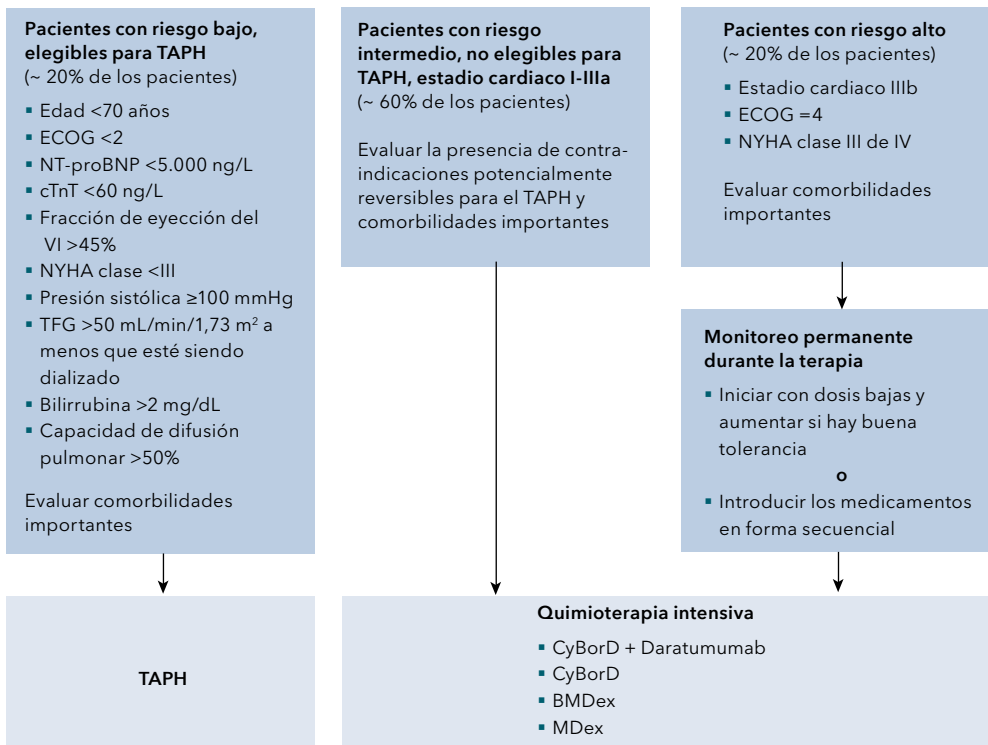 Pacientes con riesgo bajo,
elegibles para TAPH
(~ 20% de los pacientes)
▪ Edad <70 años
▪ ECOG <2
▪ NT-proBNP <5.000 ng/L
▪ cTnT <60 ng/L
▪ Fracción de eyección del
VI >45%
▪ NYHA clase <III
▪ Presión sistólica ≥100 mmHg
▪ TFG >50 mL/min/1,73 m² a
menos que esté siendo
dializado
▪ Bilirrubina >2 mg/dL
▪ Capacidad de difusión
pulmonar >50%
Evaluar comorbilidades
importantes
TAPH
Pacientes con riesgo
intermedio, no elegibles para
TAPH, estadio cardiaco I-IIIa
(~ 60% de los pacientes)
Evaluar la presencia de contra-
indicaciones potencialmente
reversibles para el TAPH y
comorbilidades importantes
Pacientes con riesgo alto
(~ 20% de los pacientes)
▪ Estadio cardiaco IIIb
▪ ECOG =4
▪ NYHA clase III de IV
Evaluar comorbilidades
importantes
Monitoreo permanente
durante la terapia
▪ Iniciar con dosis bajas y
aumentar si hay buena
tolerancia
o
▪ Introducir los medicamentos
en forma secuencial
Quimioterapia intensiva
▪ CyBorD + Daratumumab
▪ CyBorD
▪ BMDex
▪ MDex